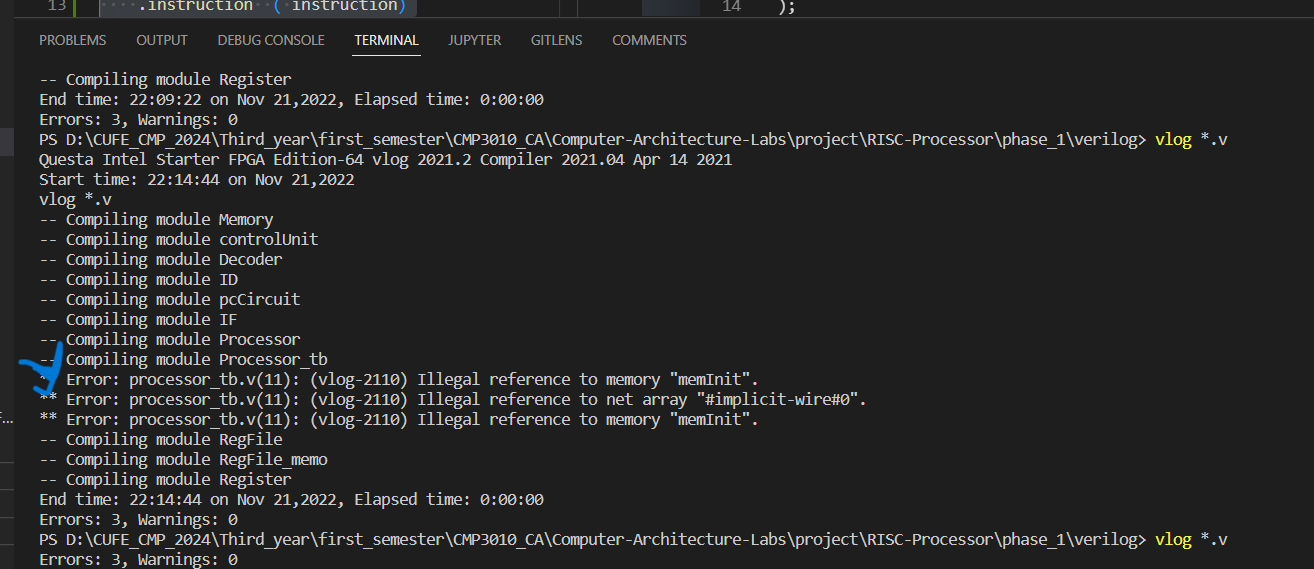 13 .instruction ( instruction) 14 );
PROBLEMS OUTPUT DEBUG CONSOLE TERMINAL JUPYTER GITLENS COMMENTS
-- Compiling module Register
End time: 22:09:22 on Nov 21,2022, Elapsed time: 0:00:00
Errors: 3, Warnings: 0
PS D:\CUFE_CMP_2024\Third_year\first_semester\CMP3010_CA\Computer-Architecture-Labs\project\RISC-Processor\phase_1\verilog> vlog *.v
Questa Intel Starter FPGA Edition-64 vlog 2021.2 Compiler 2021.04 Apr 14 2021
Start time: 22:14:44 on Nov 21,2022
vlog *.v
-- Compiling module Memory
-- Compiling module controlUnit
-- Compiling module Decoder
-- Compiling module ID
-- Compiling module pcCircuit
-- Compiling module IF
-- Compiling module Processor
-- Compiling module Processor_tb
** Error: processor_tb.v(11): (vlog-2110) Illegal reference to memory "memInit".
** Error: processor_tb.v(11): (vlog-2110) Illegal reference to net array "#implicit-wire#0".
** Error: processor_tb.v(11): (vlog-2110) Illegal reference to memory "memInit".
-- Compiling module RegFile
-- Compiling module RegFile_memo
-- Compiling module Register
End time: 22:14:44 on Nov 21,2022, Elapsed time: 0:00:00
Errors: 3, Warnings: 0
PS D:\CUFE_CMP_2024\Third_year\first_semester\CMP3010_CA\Computer-Architecture-Labs\project\RISC-Processor\phase_1\verilog> vlog *.v
Errors: 3, Warnings: 0